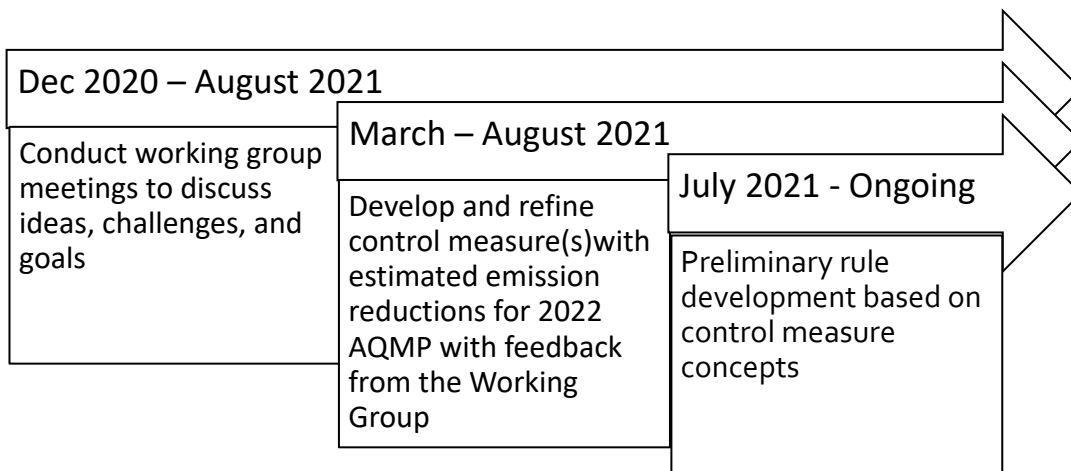 Dec 2020 – August 2021
Conduct working group
meetings to discuss
ideas, challenges, and
goals
March – August 2021
Develop and refine
control measure(s)with
estimated emission
reductions for 2022
AQMP with feedback
from the Working
Group
July 2021 - Ongoing
Preliminary rule
development based on
control measure
concepts